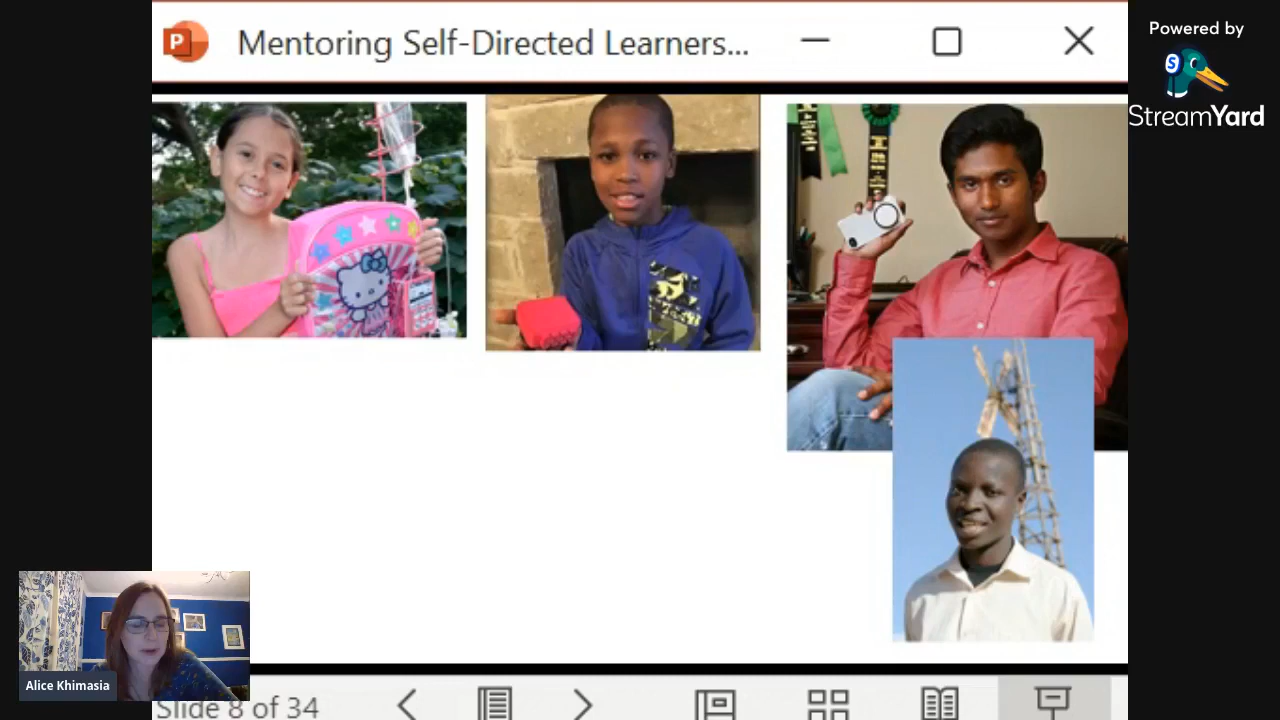 Mentoring Self-Directed Learners...
Powered by
StreamYard
Alice Khimasia
Slide 8 of 34